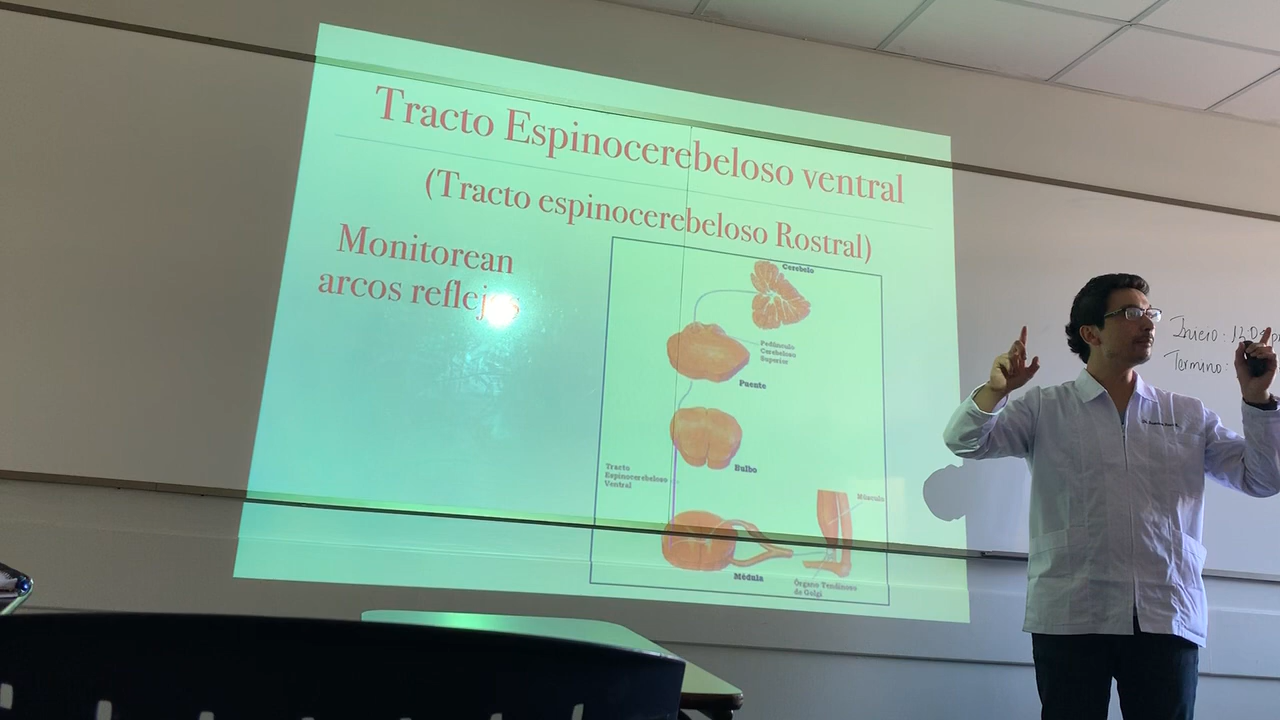 Tracto Espinocerebeloso ventral
(Tracto espinocerebeloso Rostral)
Monitorean
arcos reflejos
Cerebelo
Pedúnculo
Cerebeloso
Superior
Puente
Bulbo
Tracto
Espinocerebeloso
Ventral
Músculo
Médula
Órgano Tendinoso
de Golgi
Inicio:
Termino: